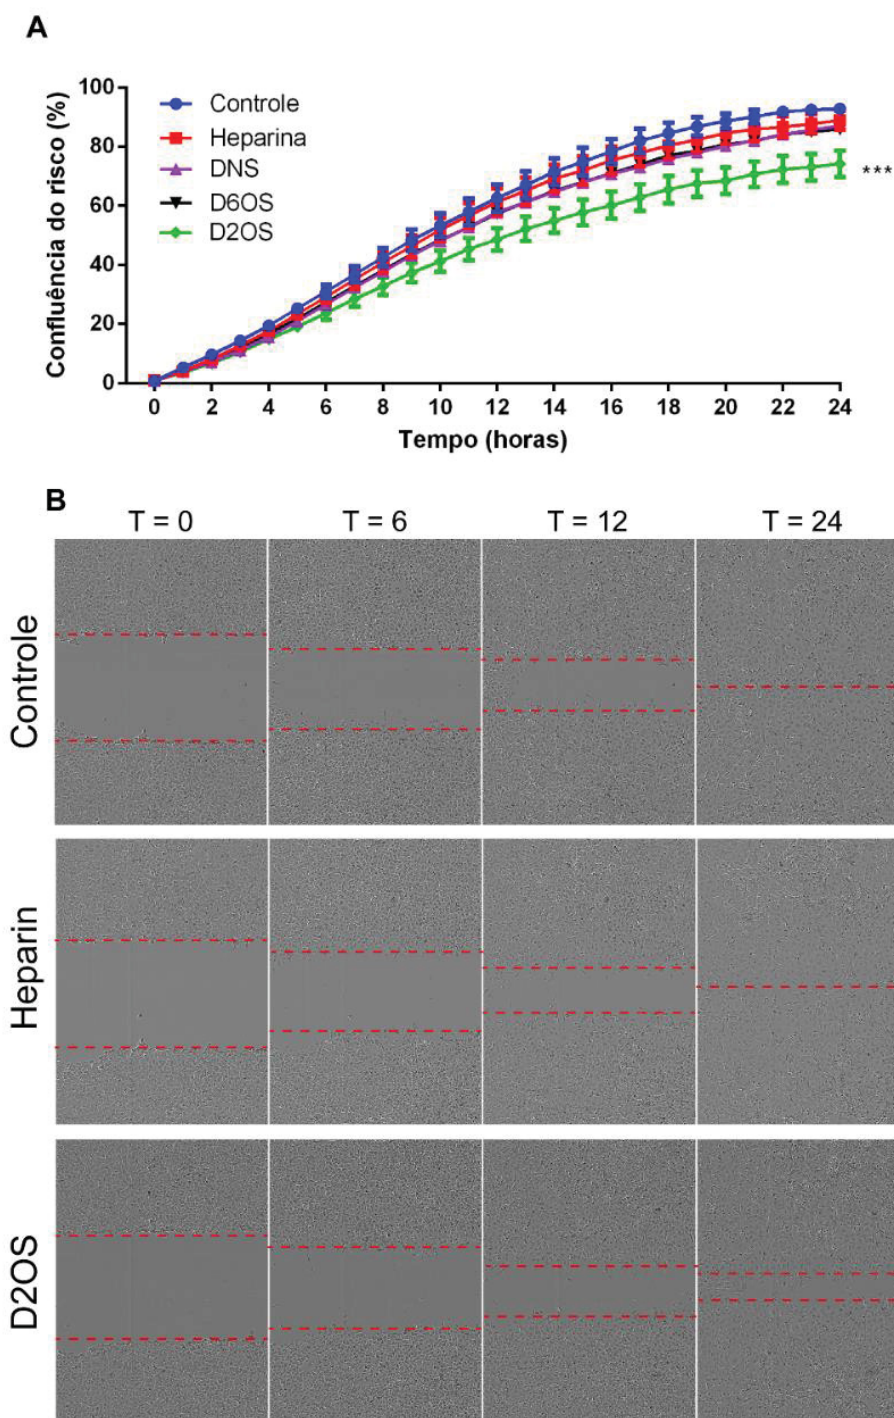 A
Confluência do risco (%)
100
80
60
40
20
0
Controle
Heparina
DNS
D6OS
D2OS
***
0 2 4 6 8 10 12 14 16 18 20 22 24
Tempo (horas)
B
T = 0 T = 6 T = 12 T = 24
Controle
Heparin
D2OS